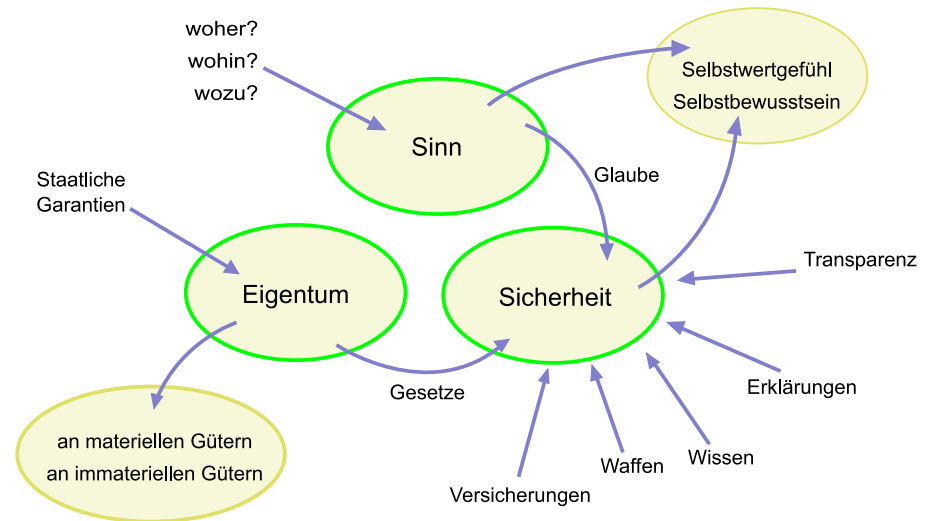 woher?
wohin?
wozu?
Sinn
Selbstwertgefühl
Selbstbewusstsein
Glaube
Staatliche
Garantien
Eigentum
Sicherheit
Transparenz
Gesetze
Erklärungen
an materiellen Gütern
an immateriellen Gütern
Wissen
Waffen
Versicherungen